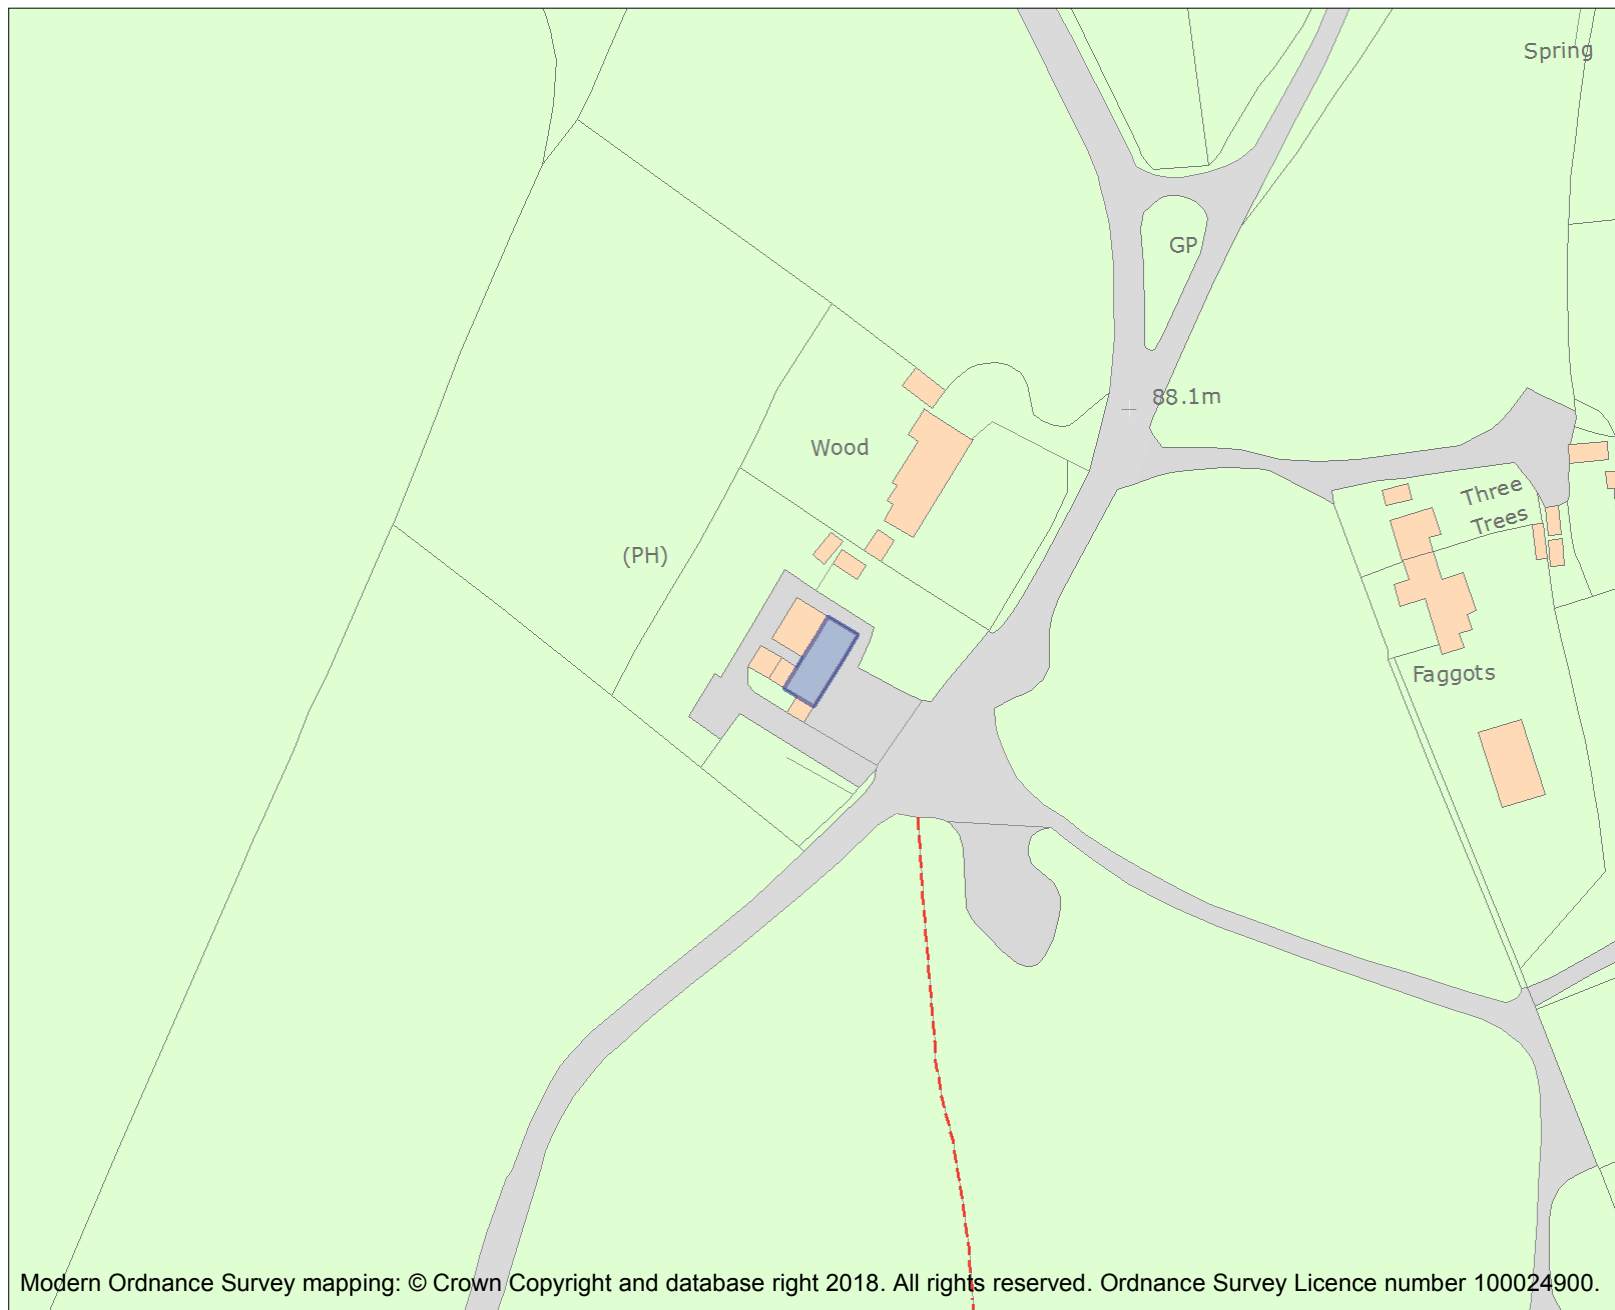 Spring
GP
88.1m
Wood
Three
Trees
(PH)
Faggots
Modern Ordnance Survey mapping: © Crown Copyright and database right 2018. All rights reserved. Ordnance Survey Licence number 100024900.